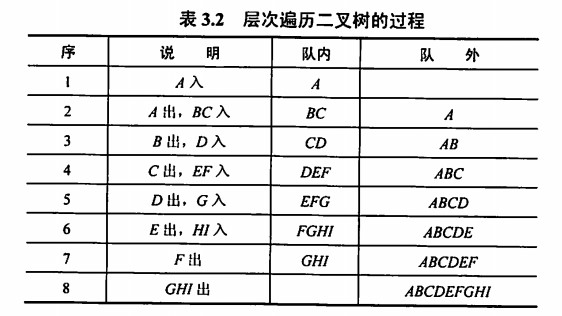 表 3.2 层次遍历二叉树的过程
序 说 明 队内 队 外
1 A 入 A
2 A 出，BC 入 BC A
3 B 出，D 入 CD AB
4 C 出，EF 入 DEF ABC
5 D 出，G 入 EFG ABCD
6 E 出，HI 入 FGHI ABCDE
7 F 出 GHI ABCDEF
8 GHI 出 ABCDEFGHI